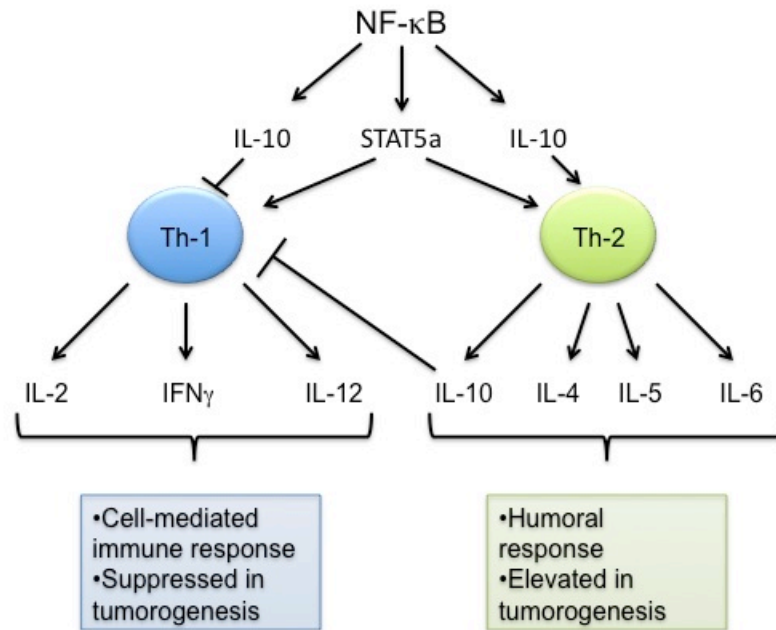 NF-κB
IL-10 STAT5a IL-10
Th-1 Th-2
IL-2 IFNγ IL-12 IL-10 IL-4 IL-5 IL-6
•Cell-mediated
immune response
•Suppressed in
tumorogenesis
•Humoral
response
•Elevated in
tumorogenesis